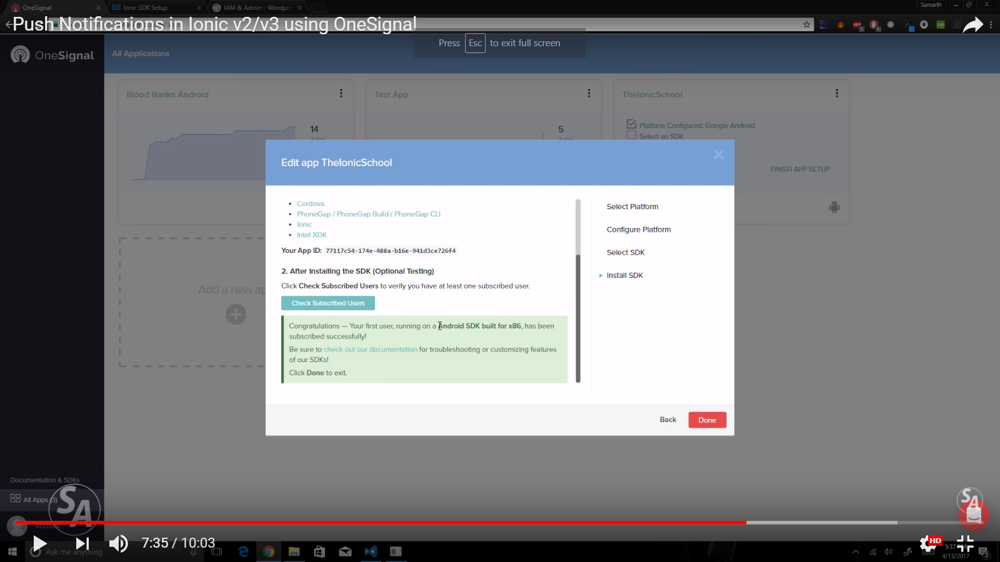 OneSignal
Ionic SDK Setup
IAM & Admin - Wordpr
Samarth
Push Notifications in Ionic v2/v3 using OneSignal
Press Esc to exit full screen
OneSignal
All Applications
Blood Banks Android
Test App
TheIonicSchool
14
5
Platform Configured: Google Android
Select an SDK
FINISH APP SETUP
Edit app TheIonicSchool
Cordova
PhoneGap / PhoneGap Build / PhoneGap CLI
Ionic
Intel XDK
Your App ID: 77117c54-174e-488a-b16e-941d3ce726f4
2. After Installing the SDK (Optional Testing)
Click Check Subscribed Users to verify you have at least one subscribed user.
Check Subscribed Users
Congratulations — Your first user, running on a Android SDK built for x86, has been
subscribed successfully!
Be sure to check out our documentation for troubleshooting or customizing features
of our SDKs!
Click Done to exit.
Select Platform
Configure Platform
Select SDK
Install SDK
Back
Done
Add a new ap
Documentation & SDKs
All Apps (3)
SA
Account
SA
7:35 / 10:03
HD
Ask me anything
5:37
4/13/2017